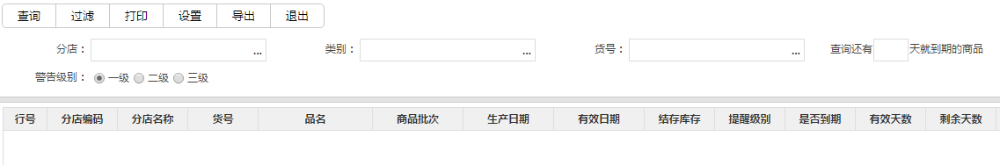 查询 过滤 打印 设置 导出 退出
分店： ... 类别： ... 货号： ... 查询还有 天就到期的商品
警告级别： 一级 二级 三级
行号 分店编码 分店名称 货号 品名 商品批次 生产日期 有效日期 结存库存 提醒级别 是否到期 有效天数 剩余天数